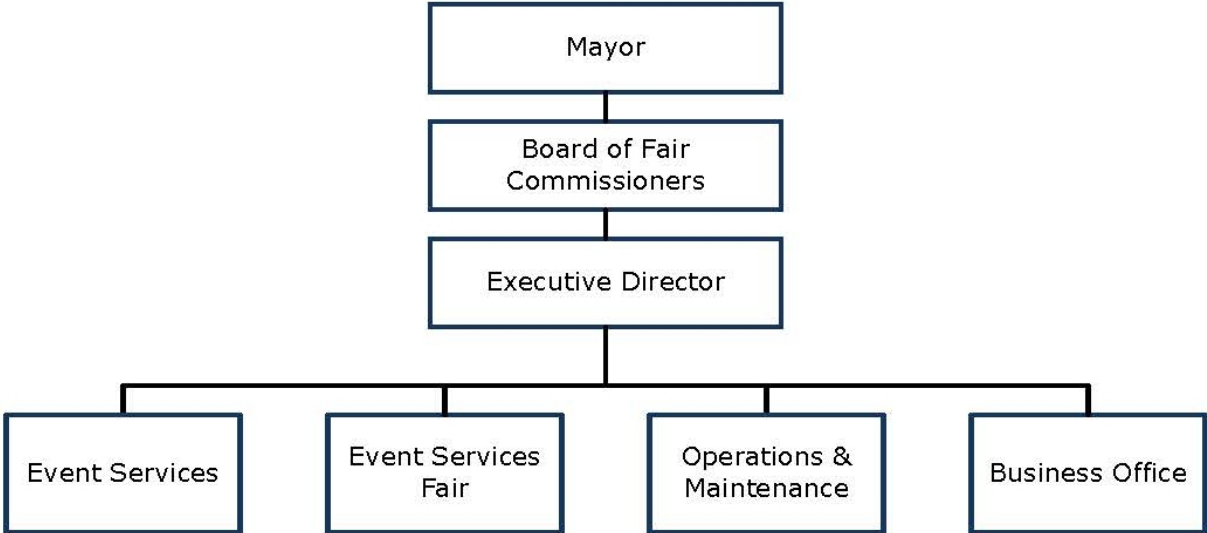 Mayor
Board of Fair
Commissioners
Executive Director
Event Services
Event Services
Fair
Operations &
Maintenance
Business Office